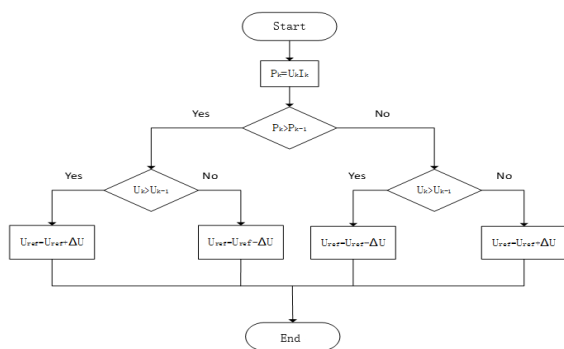 Start
Pk=UkIk
Yes
No
Pk>Pk-1
Yes
No
Yes
No
Uk>Uk-1
Uk>Uk-1
Uref=Uref+ΔU
Uref=Uref-ΔU
Uref=Uref-ΔU
Uref=Uref+ΔU
End